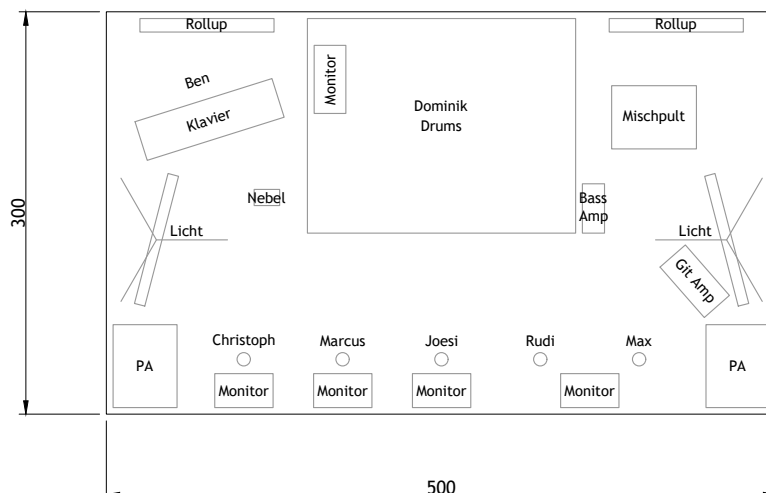 Rollup
Rollup
Ben
Klavier
Monitor
Dominik
Drums
Mischpult
Nebel
Bass
Amp
Licht
Licht
Git Amp
300
Christoph
Marcus
Joesi
Rudi
Max
PA
PA
Monitor
Monitor
Monitor
Monitor
500